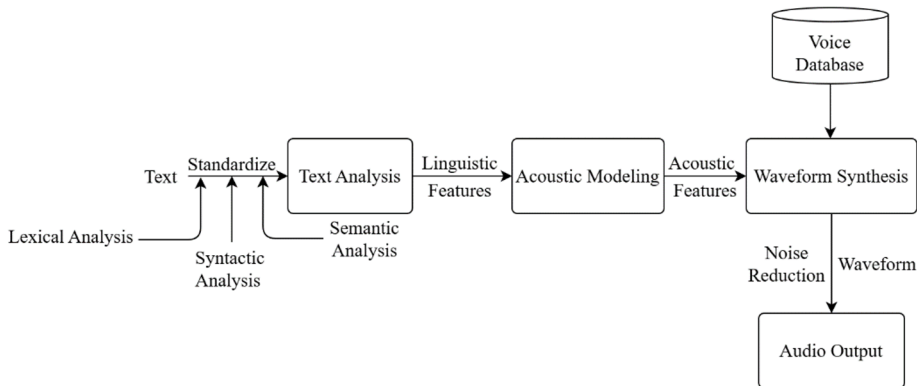 Voice
Database
Text
Standardize
Text Analysis
Linguistic
Features
Acoustic Modeling
Acoustic
Features
Waveform Synthesis
Lexical Analysis
Syntactic
Analysis
Semantic
Analysis
Noise
Reduction
Waveform
Audio Output